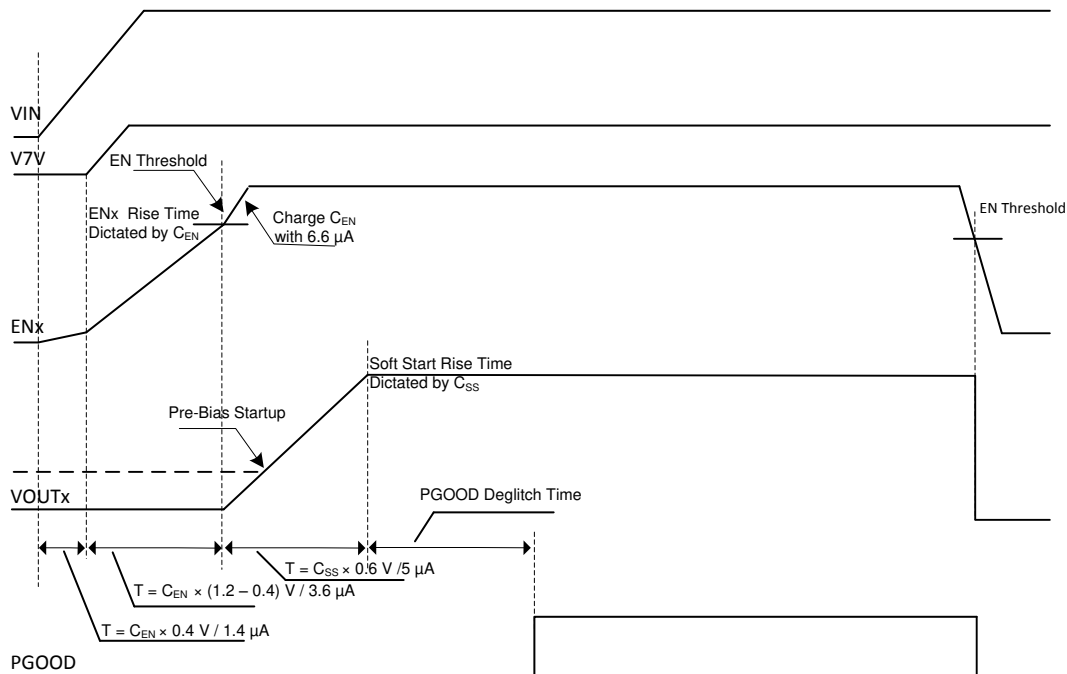 VIN
V7V
EN Threshold
ENx Rise Time
Dictated by CEN
Charge CEN
with 6.6 µA
EN Threshold
ENx
Soft Start Rise Time
Dictated by CSS
Pre-Bias Startup
VOUTx
PGOOD Deglitch Time
T = CSS × 0.6 V /5 µA
T = CEN × (1.2 – 0.4) V / 3.6 µA
T = CEN × 0.4 V / 1.4 µA
PGOOD